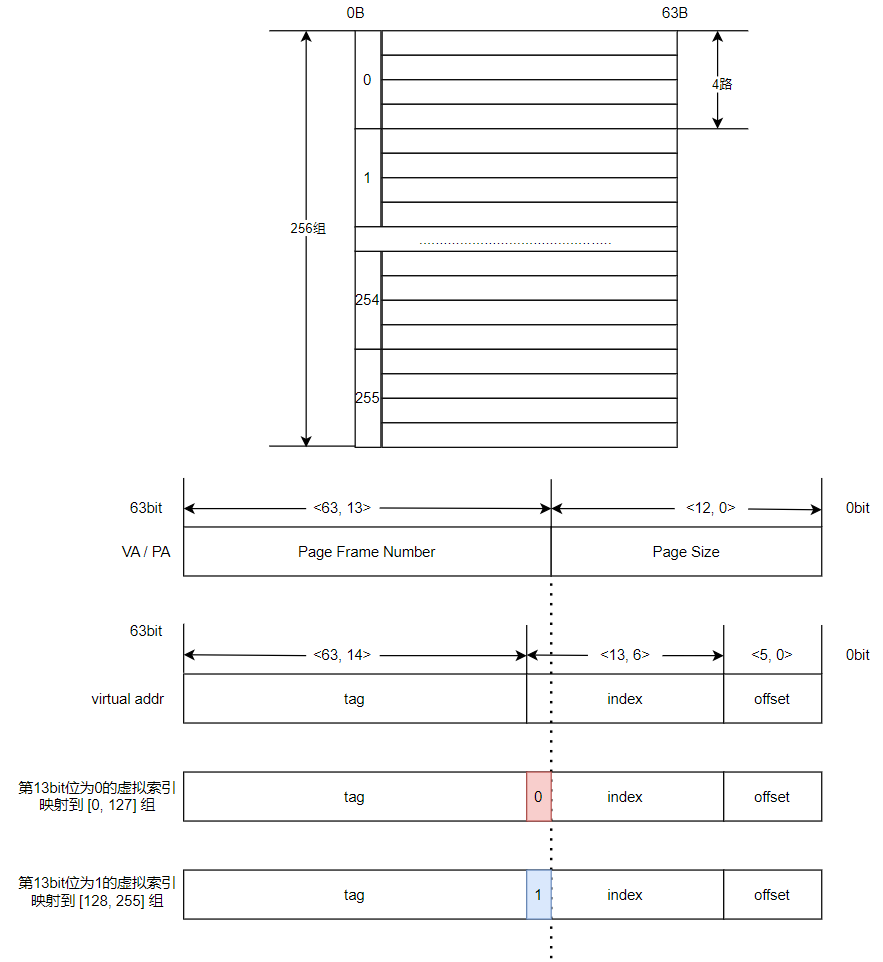 0B
63B
0
4路
1
256组
................................................
254
255
63bit
<63, 13>
<12, 0>
0bit
VA / PA
Page Frame Number
Page Size
63bit
<63, 14>
<13, 6>
<5, 0>
0bit
virtual addr
tag
index
offset
第13bit位为0的虚拟索引
映射到 [0, 127] 组
tag
0
index
offset
第13bit位为1的虚拟索引
映射到 [128, 255] 组
tag
1
index
offset